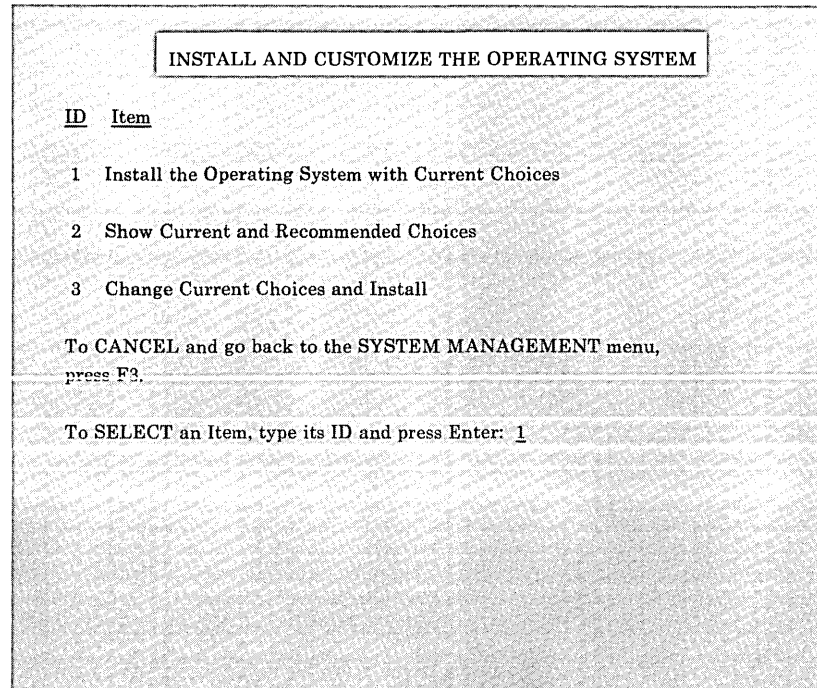 INSTALL AND CUSTOMIZE THE OPERATING SYSTEM
ID Item
1 Install the Operating System with Current Choices
2 Show Current and Recommended Choices
3 Change Current Choices and Install
To CANCEL and go back to the SYSTEM MANAGEMENT menu,
press F3.
To SELECT an Item, type its ID and press Enter: 1